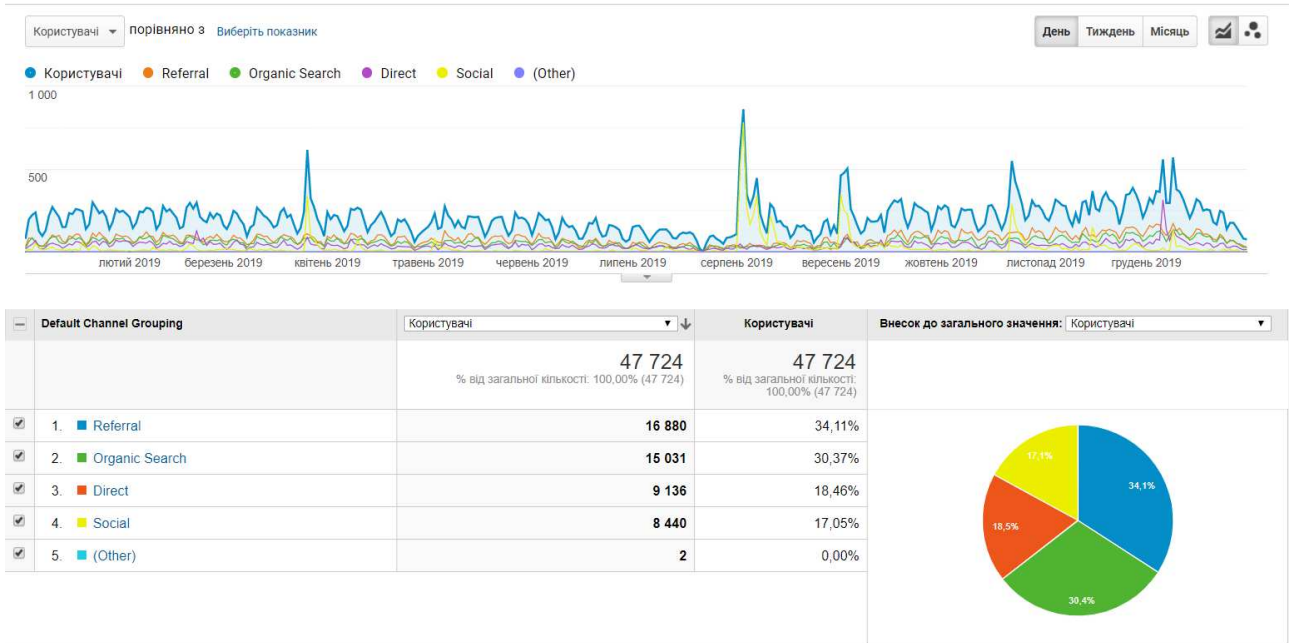 Користувачі порівняно з Виберіть показник День Тиждень Місяць
Користувачі Referral Organic Search Direct Social (Other)
1 000
500
лютий 2019 березень 2019 квітень 2019 травень 2019 червень 2019 липень 2019 серпень 2019 вересень 2019 жовтень 2019 листопад 2019 грудень 2019
Default Channel Grouping Користувачі Користувачі Внесок до загального значення: Користувачі
47 724 47 724
% від загальної кількості: 100,00% (47 724) % від загальної кількості:
100,00% (47 724)
1. Referral 16 880 34,11%
2. Organic Search 15 031 30,37%
3. Direct 9 136 18,46%
4. Social 8 440 17,05%
5. (Other) 2 0,00%
17,1%
34,1%
18,5%
30,4%